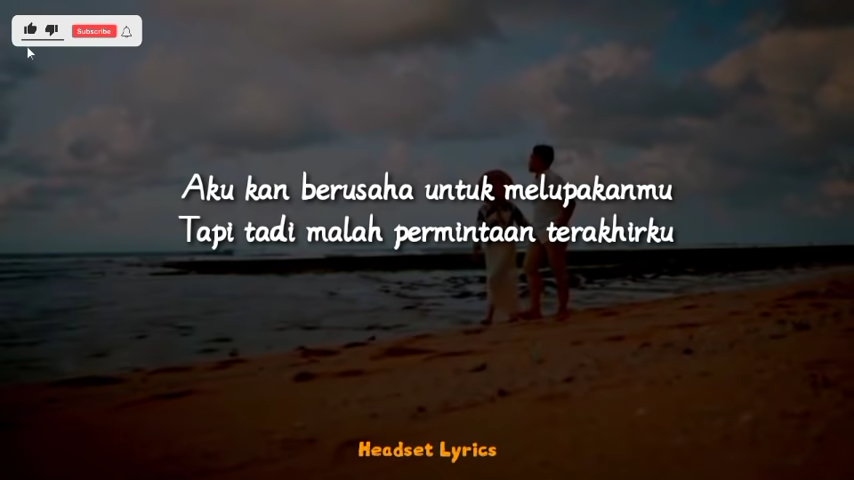 Subscribe
Aku kan berusaha untuk melupakanmu
Tapi tadi malah permintaan terakhirku
Headset Lyrics